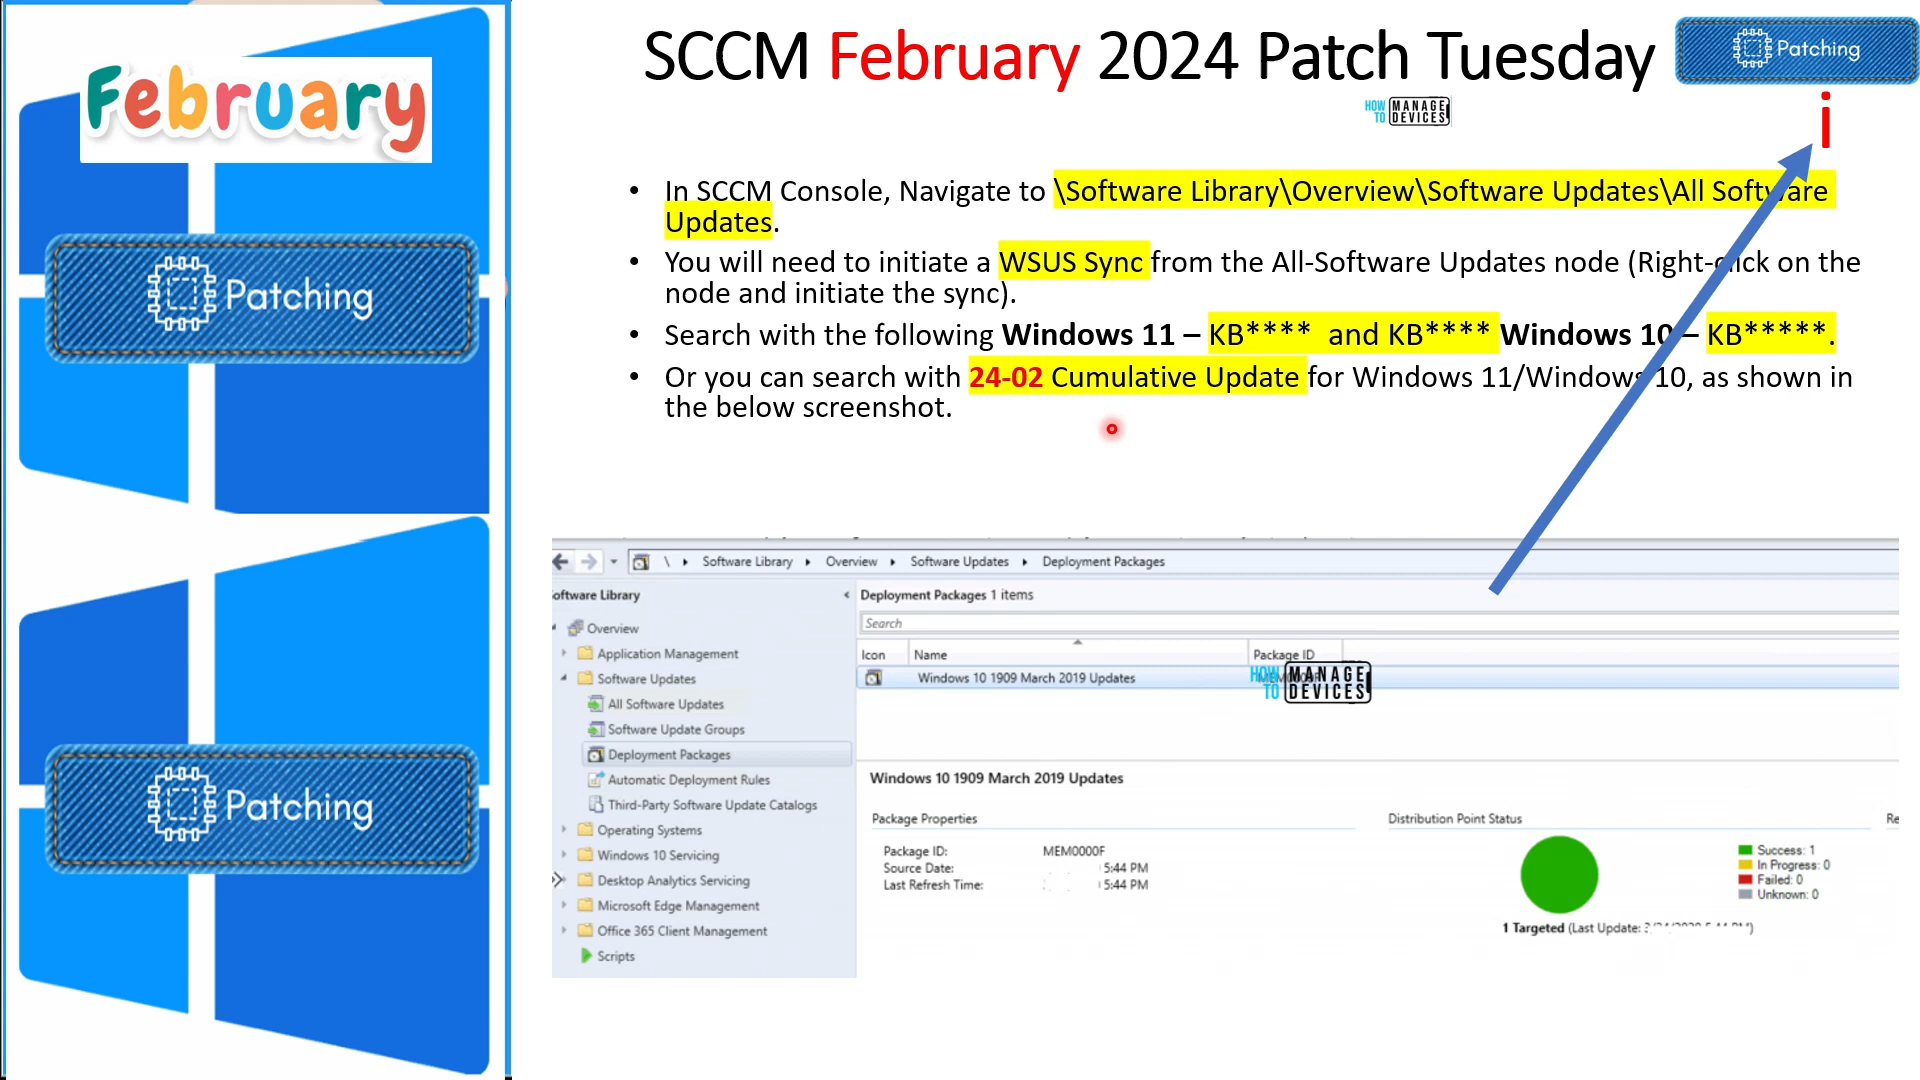 February
Patching
Patching
SCCM February 2024 Patch Tuesday
Patching
HOW TO MANAGE DEVICES
i
• In SCCM Console, Navigate to \Software Library\Overview\Software Updates\All Software
Updates.
• You will need to initiate a WSUS Sync from the All-Software Updates node (Right-click on the
node and initiate the sync).
• Search with the following Windows 11 – KB**** and KB**** Windows 10 – KB*****.
• Or you can search with 24-02 Cumulative Update for Windows 11/Windows 10, as shown in
the below screenshot.
\ Software Library Overview Software Updates Deployment Packages
oftware Library
Overview
Application Management
Software Updates
All Software Updates
Software Update Groups
Deployment Packages
Automatic Deployment Rules
Third-Party Software Update Catalogs
Operating Systems
Windows 10 Servicing
Desktop Analytics Servicing
Microsoft Edge Management
Office 365 Client Management
Scripts
Deployment Packages 1 items
Search
Icon Name Package ID
Windows 10 1909 March 2019 Updates
HOW TO MANAGE DEVICES
Windows 10 1909 March 2019 Updates
Package Properties
Package ID: MEM0000F
Source Date: 5:44 PM
Last Refresh Time: 5:44 PM
Distribution Point Status
Success: 1
In Progress: 0
Failed: 0
Unknown: 0
1 Targeted (Last Update:
Re